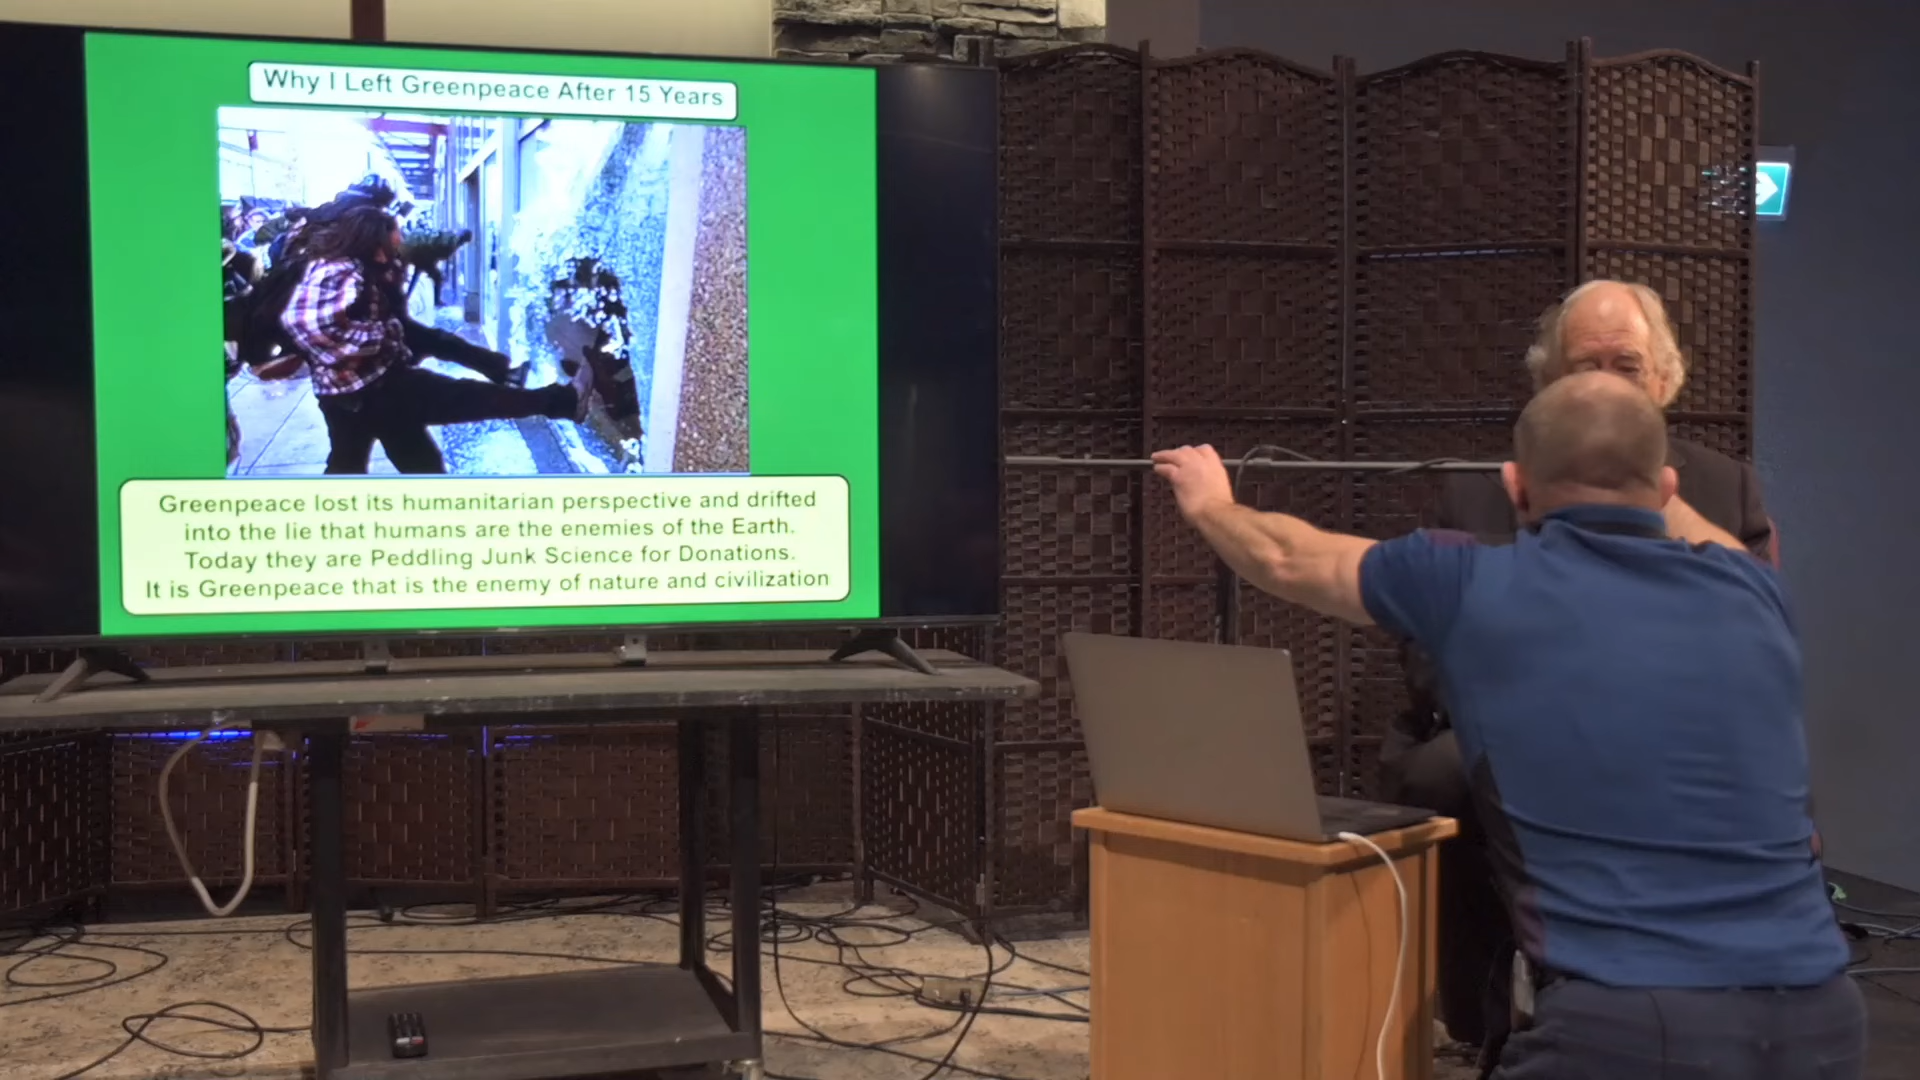 Why I Left Greenpeace After 15 Years
Greenpeace lost its humanitarian perspective and drifted
into the lie that humans are the enemies of the Earth.
Today they are Peddling Junk Science for Donations.
It is Greenpeace that is the enemy of nature and civilization